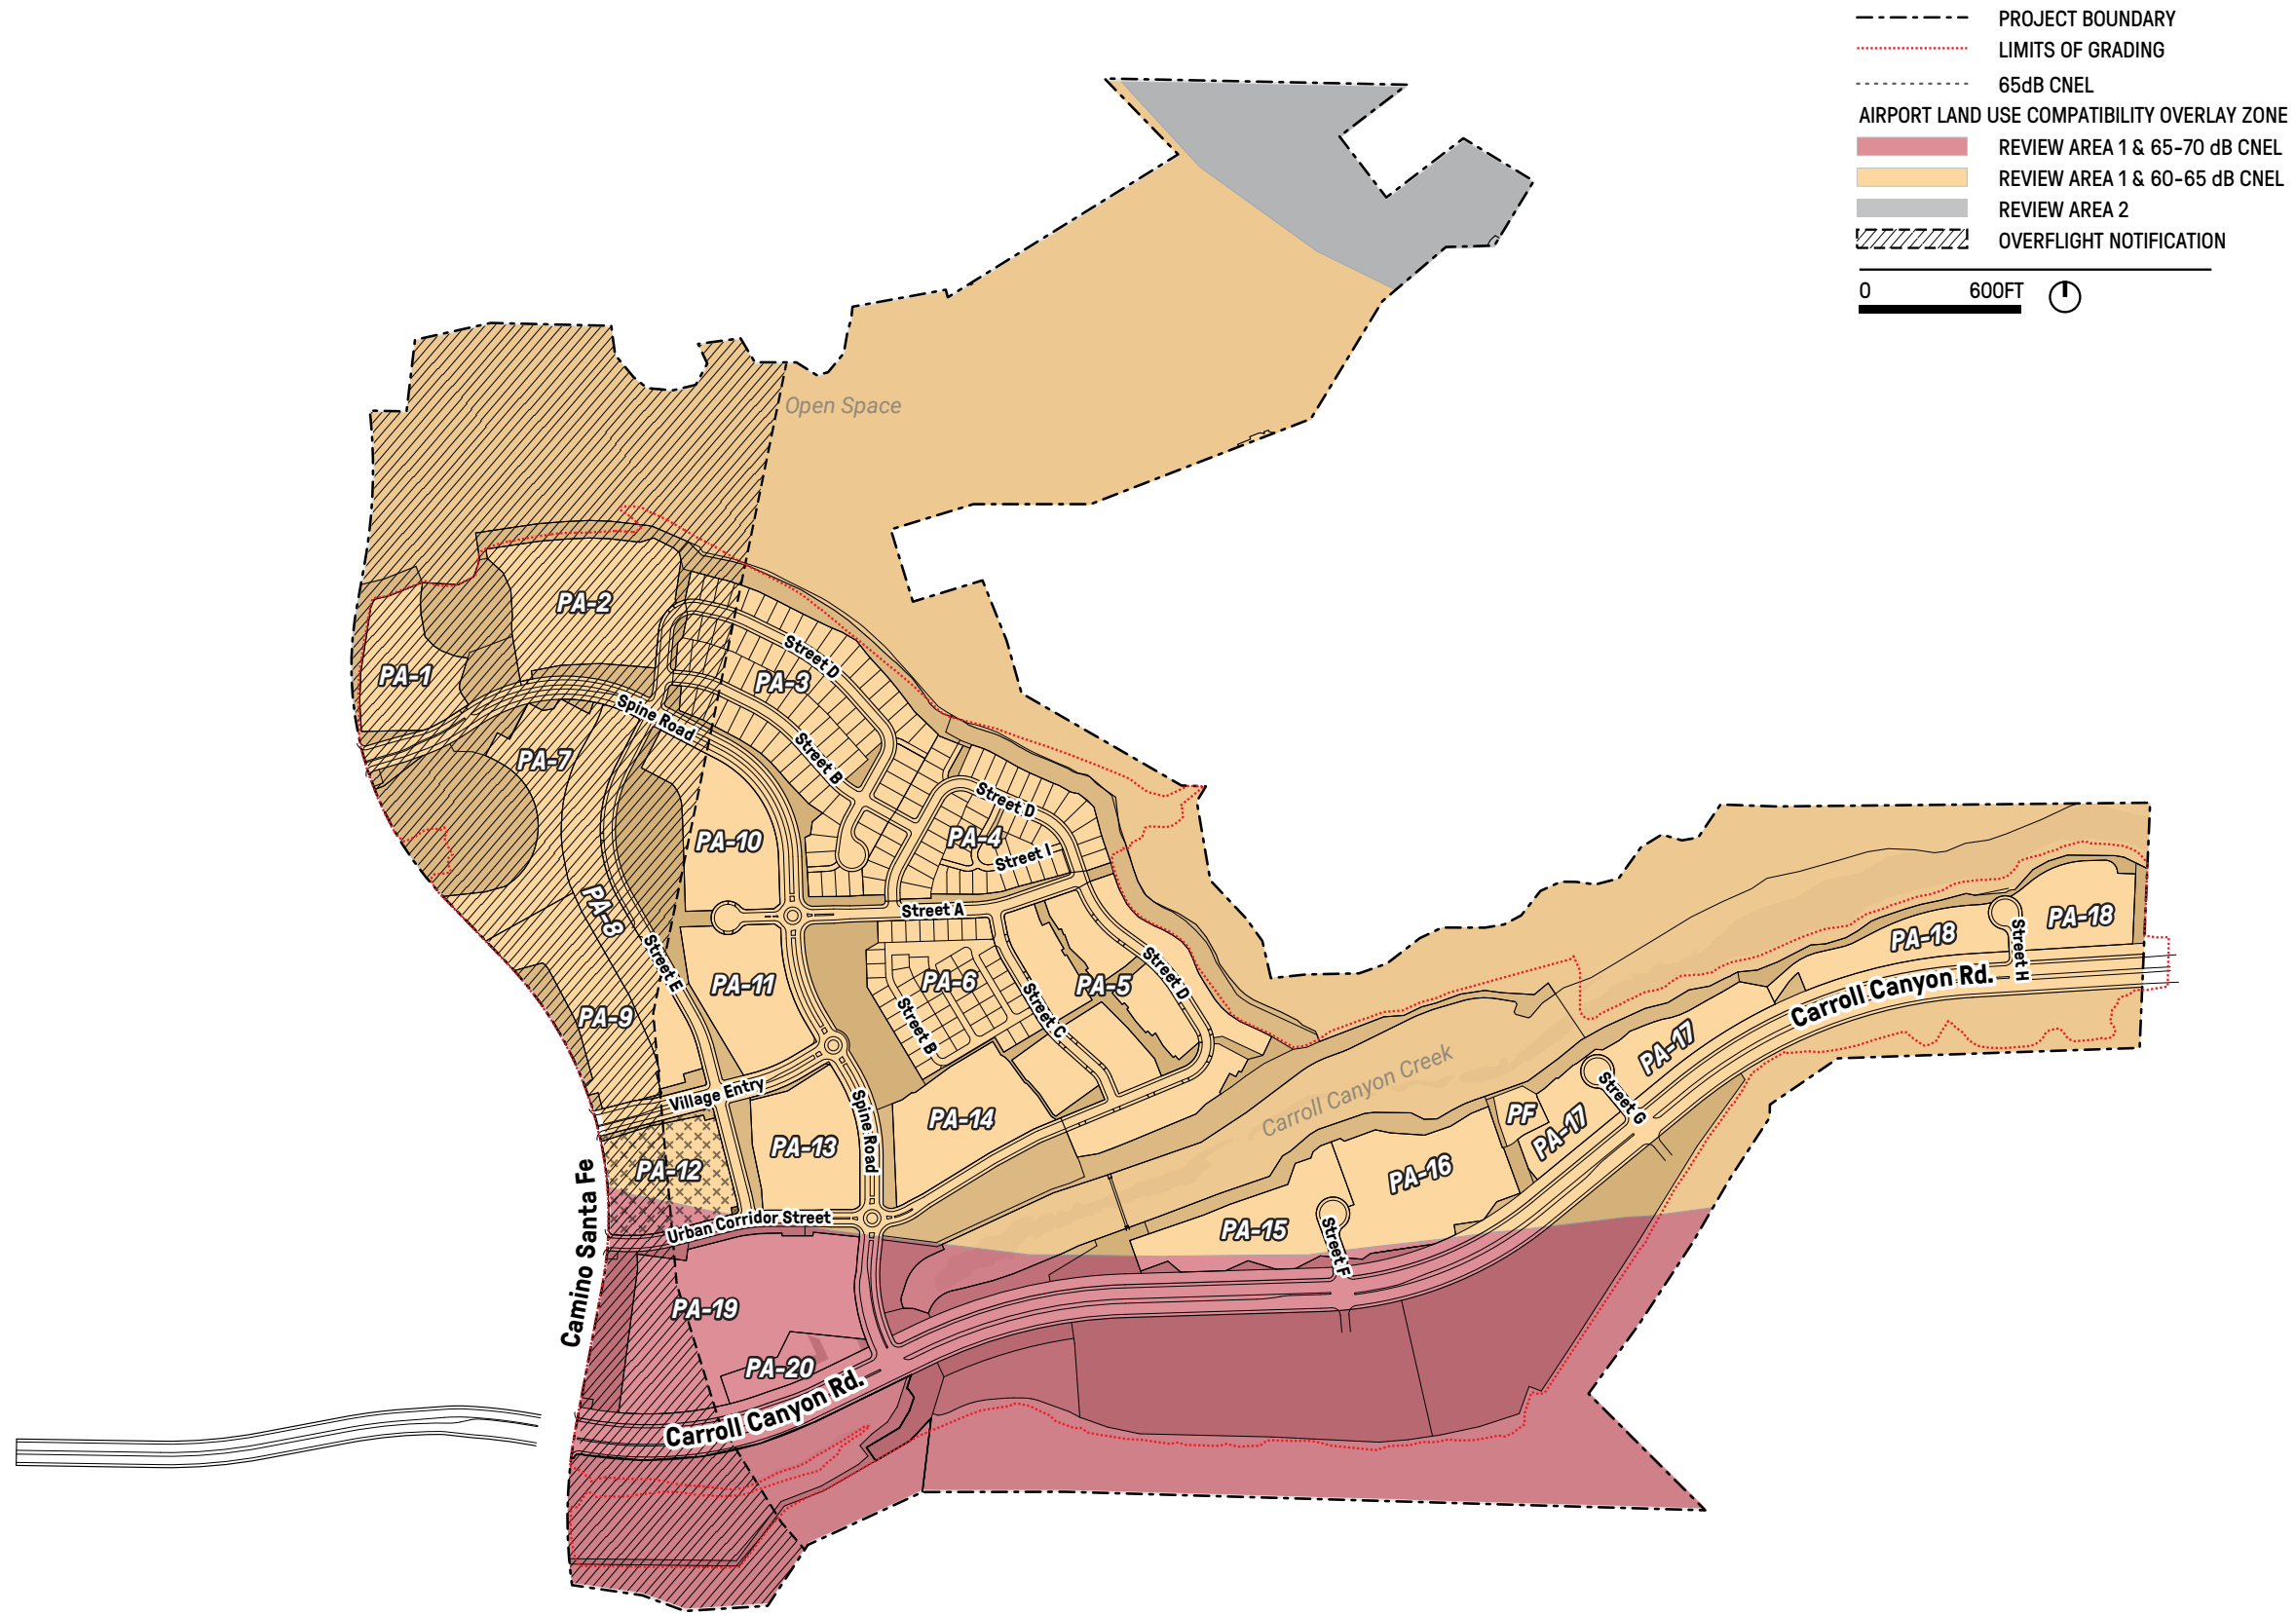 PROJECT BOUNDARY
LIMITS OF GRADING
65dB CNEL
AIRPORT LAND USE COMPATIBILITY OVERLAY ZONE
REVIEW AREA 1 & 65-70 dB CNEL
REVIEW AREA 1 & 60-65 dB CNEL
REVIEW AREA 2
OVERFLIGHT NOTIFICATION
0 600FT
Open Space
PA-2
PA-1
Street D
PA-3
Spine Road
PA-7
Street B
Street D
PA-10
PA-4
Street I
PA-8
Street A
PA-18
PA-18
Street H
Street E
PA-11
PA-6
PA-5
Street D
Carroll Canyon Rd.
PA-9
Street B
Street C
PA-17
Carroll Canyon Creek
Village Entry
Street G
PF
PA-17
PA-14
Spine Road
PA-13
PA-12
PA-16
Camino Santa Fe
Urban Corridor Street
PA-15
Street F
PA-19
PA-20
Carroll Canyon Rd.